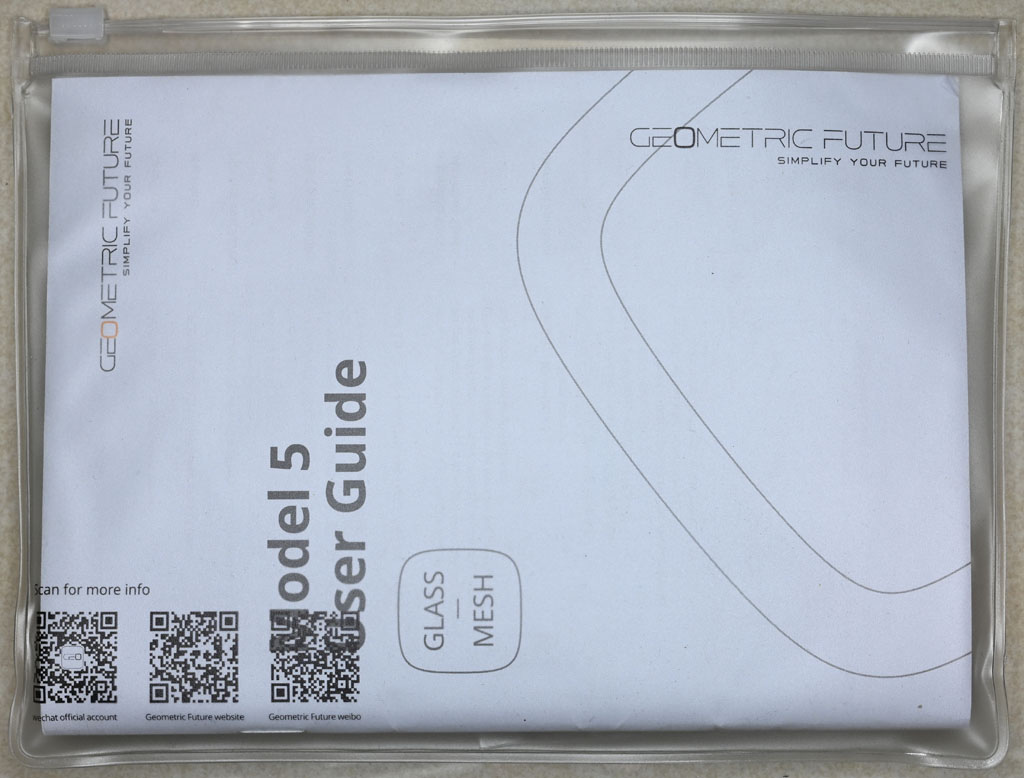 GEOMETRIC FUTURE
SIMPLIFY YOUR FUTURE
GEOMETRIC FUTURE
SIMPLIFY YOUR FUTURE
Model 5
User Guide
GLASS
MESH
Scan for more info
Wechat official account
Geometric Future website
Geometric Future weibo